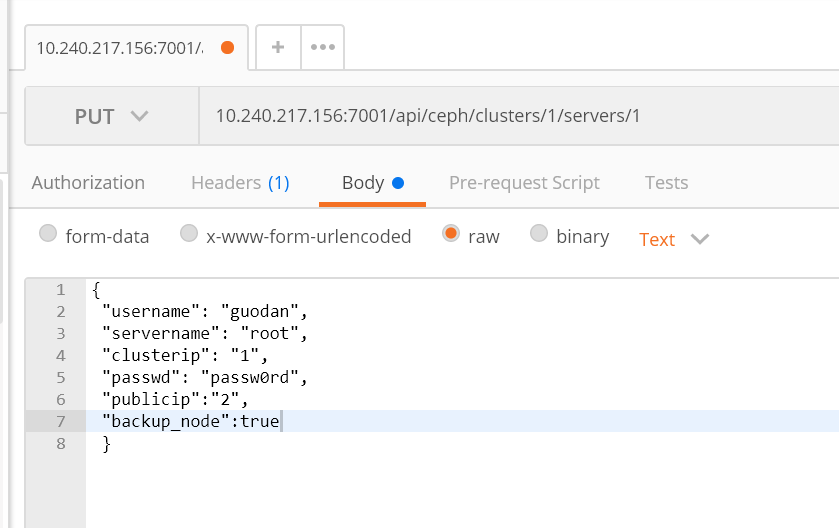 10.240.217.156:7001/a
PUT 10.240.217.156:7001/api/ceph/clusters/1/servers/1
Authorization Headers (1) Body Pre-request Script Tests
form-data x-www-form-urlencoded raw binary Text
1 {
2 "username": "guodan",
3 "servername": "root",
4 "clusterip": "1",
5 "passwd": "passw0rd",
6 "publicip":"2",
7 "backup_node":true
8 }